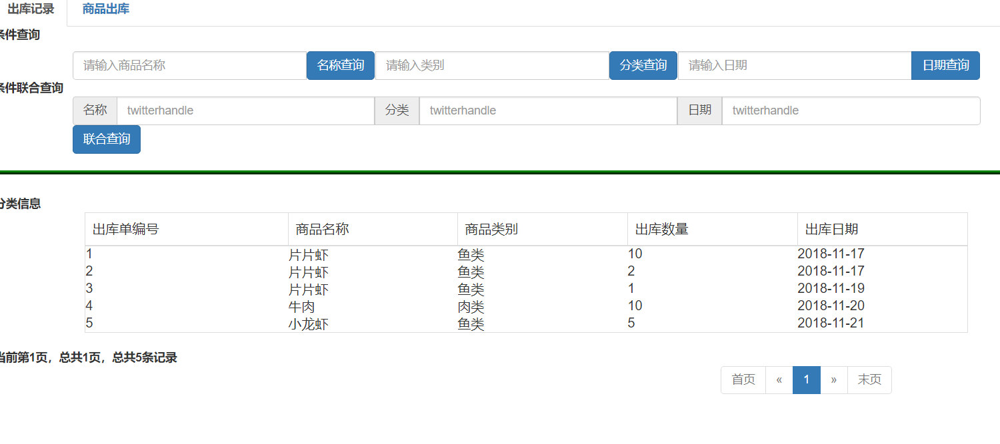 出库记录 商品出库
条件查询
请输入商品名称 名称查询 请输入类别 分类查询 请输入日期 日期查询
条件联合查询
名称 twitterhandle 分类 twitterhandle 日期 twitterhandle
联合查询
分类信息
出库单编号 商品名称 商品类别 出库数量 出库日期
1 片片虾 鱼类 10 2018-11-17
2 片片虾 鱼类 2 2018-11-17
3 片片虾 鱼类 1 2018-11-19
4 牛肉 肉类 10 2018-11-20
5 小龙虾 鱼类 5 2018-11-21
当前第1页，总共1页，总共5条记录
首页 « 1 » 末页